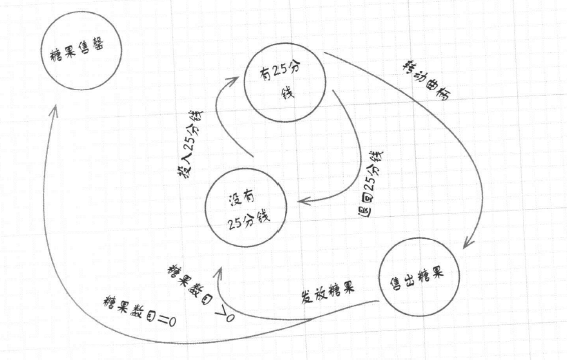 糖果售罄
有25分
钱
转动曲柄
投入25分钱
退回25分钱
没有
25分钱
售出糖果
糖果数目>0
发放糖果
糖果数目=0